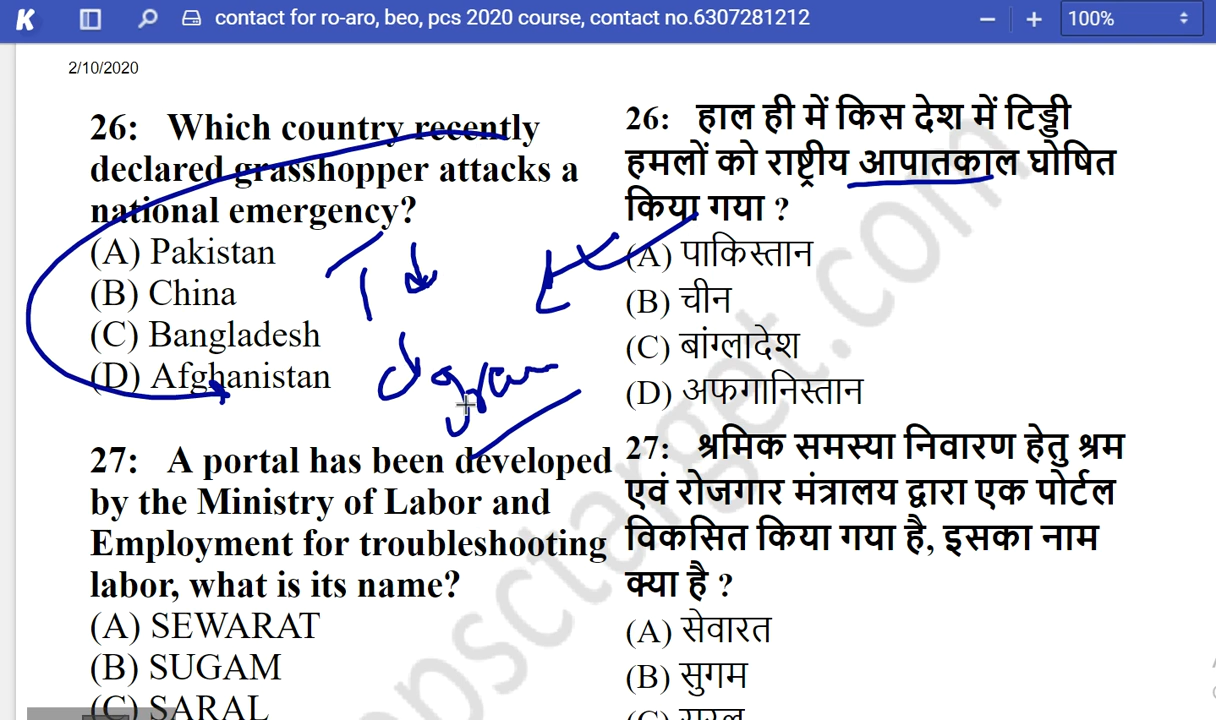 K contact for ro-aro, beo, pcs 2020 course, contact no.6307281212 100%
2/10/2020
26: Which country recently
declared grasshopper attacks a
national emergency?
(A) Pakistan
(B) China
(C) Bangladesh
(D) Afghanistan
27: A portal has been developed
by the Ministry of Labor and
Employment for troubleshooting
labor, what is its name?
(A) SEWARAT
(B) SUGAM
(C) SARAL
26: हाल ही में किस देश में टिड्डी
हमलों को राष्ट्रीय आपातकाल घोषित
किया गया ?
(A) पाकिस्तान
(B) चीन
(C) बांग्लादेश
(D) अफगानिस्तान
27: श्रमिक समस्या निवारण हेतु श्रम
एवं रोजगार मंत्रालय द्वारा एक पोर्टल
विकसित किया गया है, इसका नाम
क्या है ?
(A) सेवारत
(B) सुगम
(C) सरल